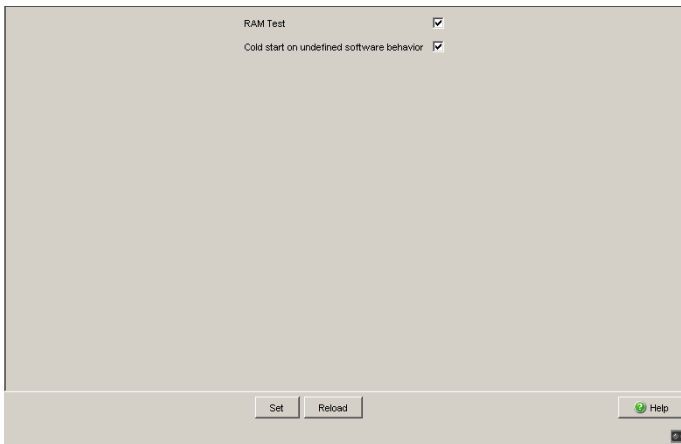 RAM Test
Cold start on undefined software behavior
Set Reload Help